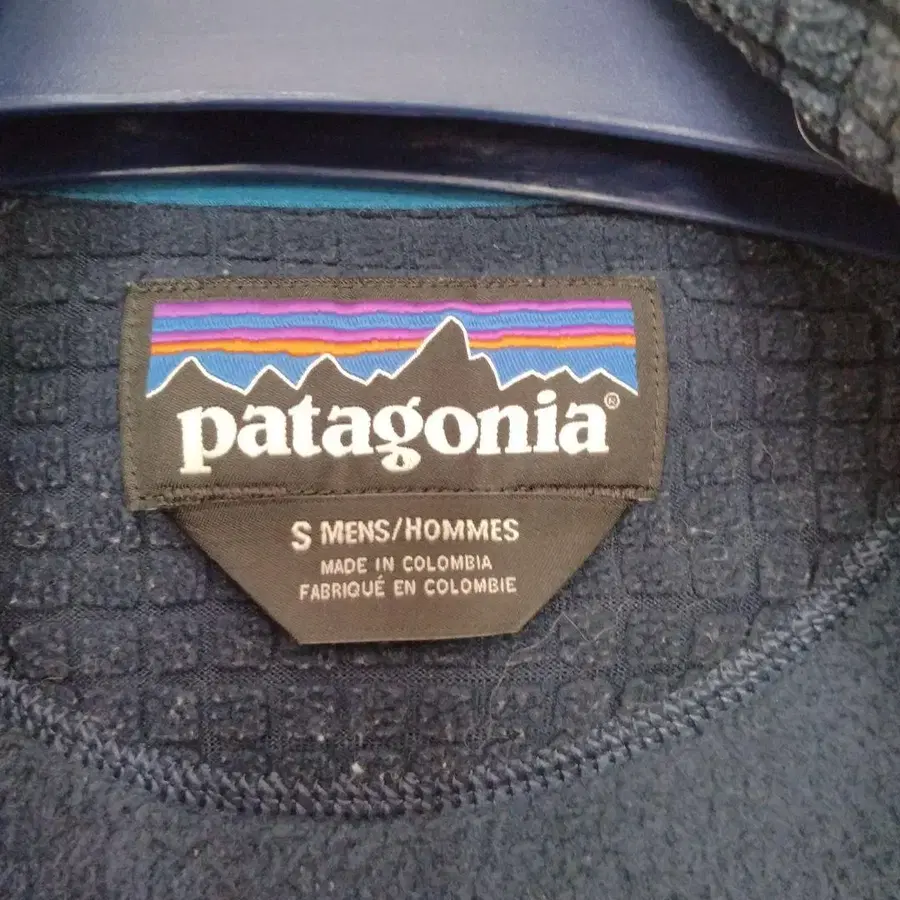 patagonia®
S MENS/HOMMES
MADE IN COLOMBIA
FABRIQUÉ EN COLOMBIE